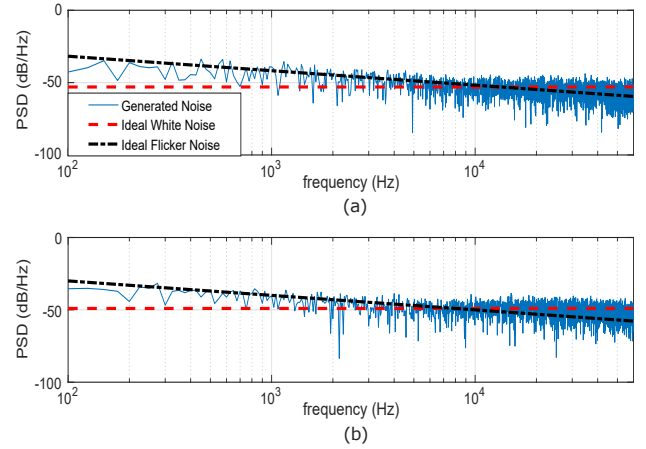 0
-50
-100
PSD (dB/Hz)
Generated Noise
Ideal White Noise
Ideal Flicker Noise
10^2
10^3
10^4
frequency (Hz)
(a)
0
-50
-100
PSD (dB/Hz)
10^2
10^3
10^4
frequency (Hz)
(b)